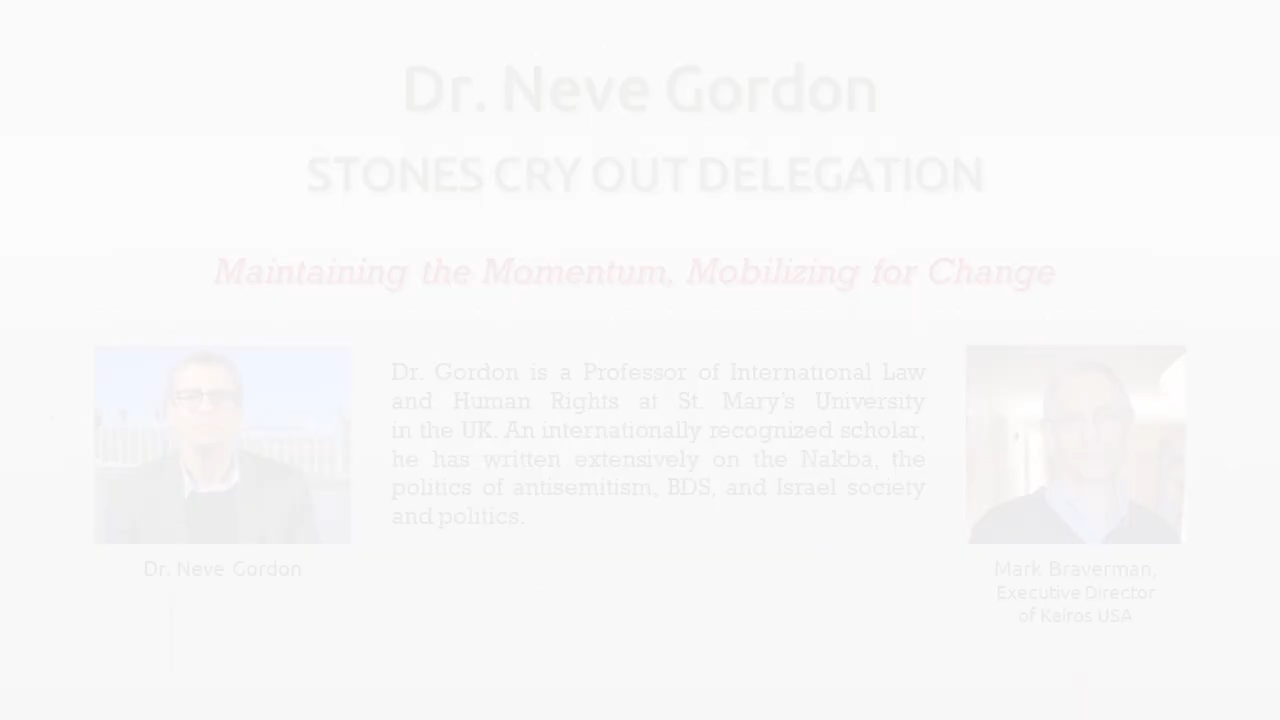 Dr. Neve Gordon
STONES CRY OUT DELEGATION
Maintaining the Momentum, Mobilizing for Change
Dr. Gordon is a Professor of International Law
and Human Rights at St. Mary's University
in the UK. An internationally recognized scholar,
he has written extensively on the Nakba, the
politics of antisemitism, BDS, and Israel society
and politics.
Dr. Neve Gordon
Mark Braverman,
Executive Director
of Kairos USA